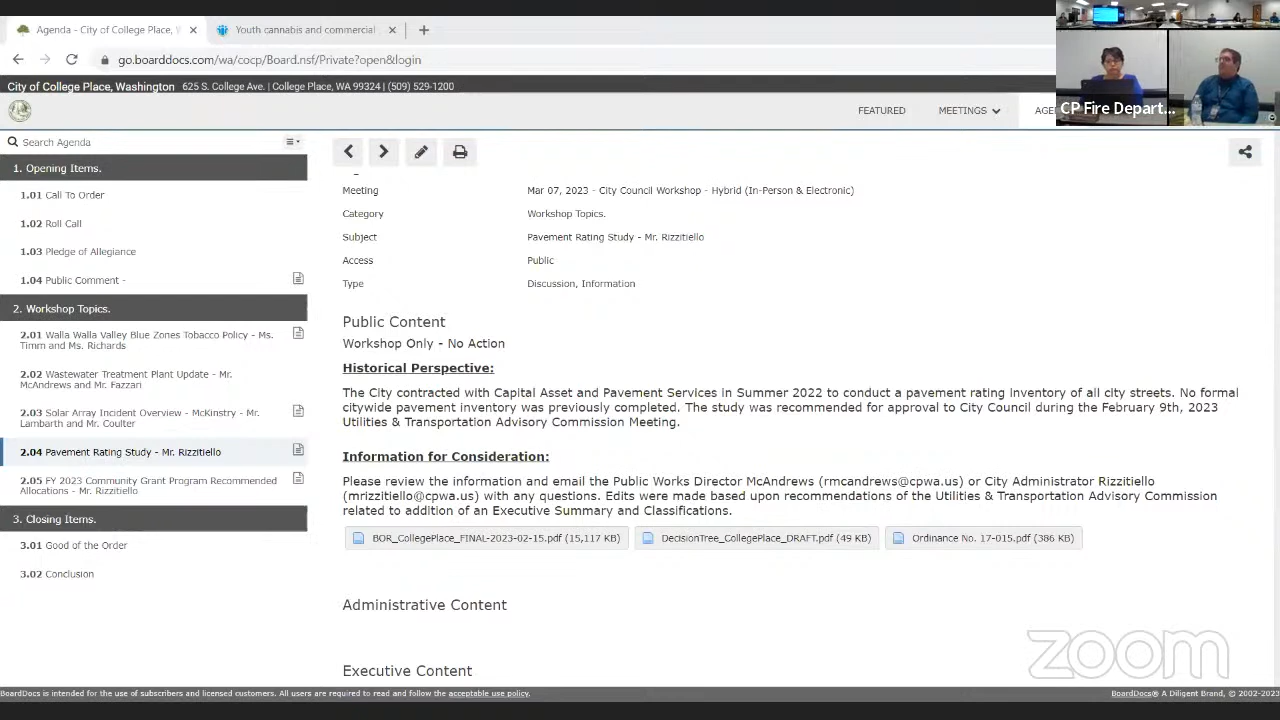 Agenda - City of College Place, V
Youth cannabis and commercial
go.boarddocs.com/wa/cocp/Board.nsf/Private?open&login
City of College Place, Washington 625 S. College Ave. | College Place, WA 99324 | (509) 529-1200
FEATURED
MEETINGS
AGE
CP Fire Depart...
Search Agenda
1. Opening Items.
1.01 Call To Order
1.02 Roll Call
1.03 Pledge of Allegiance
1.04 Public Comment -
2. Workshop Topics.
2.01 Walla Walla Valley Blue Zones Tobacco Policy - Ms.
Timm and Ms. Richards
2.02 Wastewater Treatment Plant Update - Mr.
McAndrews and Mr. Fazzari
2.03 Solar Array Incident Overview - McKinstry - Mr.
Lambarth and Mr. Coulter
2.04 Pavement Rating Study - Mr. Rizzitiello
2.05 FY 2023 Community Grant Program Recommended
Allocations - Mr. Rizzitiello
3. Closing Items.
3.01 Good of the Order
3.02 Conclusion
Meeting Mar 07, 2023 - City Council Workshop - Hybrid (In-Person & Electronic)
Category Workshop Topics.
Subject Pavement Rating Study - Mr. Rizzitiello
Access Public
Type Discussion, Information
Public Content
Workshop Only - No Action
Historical Perspective:
The City contracted with Capital Asset and Pavement Services in Summer 2022 to conduct a pavement rating inventory of all city streets. No formal
citywide pavement inventory was previously completed. The study was recommended for approval to City Council during the February 9th, 2023
Utilities & Transportation Advisory Commission Meeting.
Information for Consideration:
Please review the information and email the Public Works Director McAndrews (rmcandrews@cpwa.us) or City Administrator Rizzitiello
(mrizzitiello@cpwa.us) with any questions. Edits were made based upon recommendations of the Utilities & Transportation Advisory Commission
related to addition of an Executive Summary and Classifications.
BOR_CollegePlace_FINAL-2023-02-15.pdf (15,117 KB)
DecisionTree_CollegePlace_DRAFT.pdf (49 KB)
Ordinance No. 17-015.pdf (386 KB)
Administrative Content
Executive Content
zoom
BoardDocs is intended for the use of subscribers and licensed customers. All users are required to read and follow the acceptable use policy.
BoardDocs® A Diligent Brand, © 2002-2023